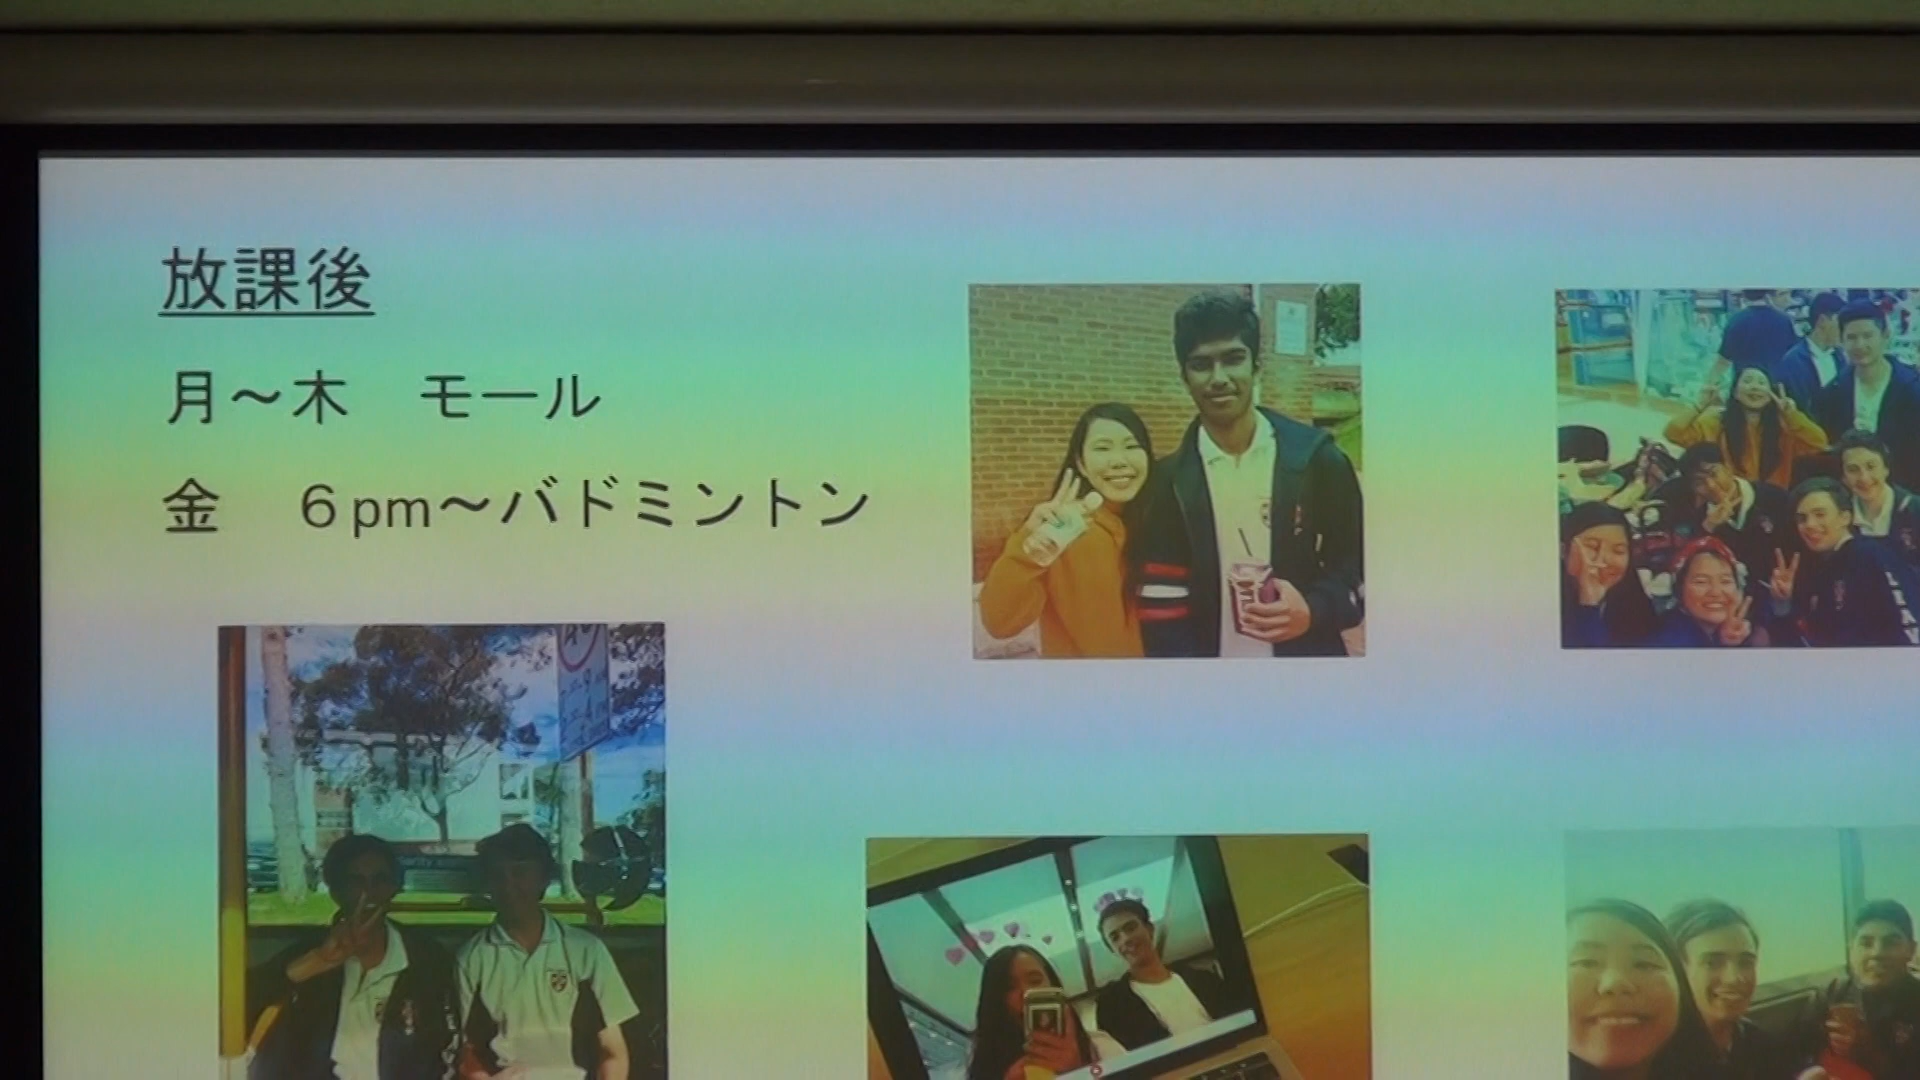 放課後
月～木　モール
金　６pm～バドミントン